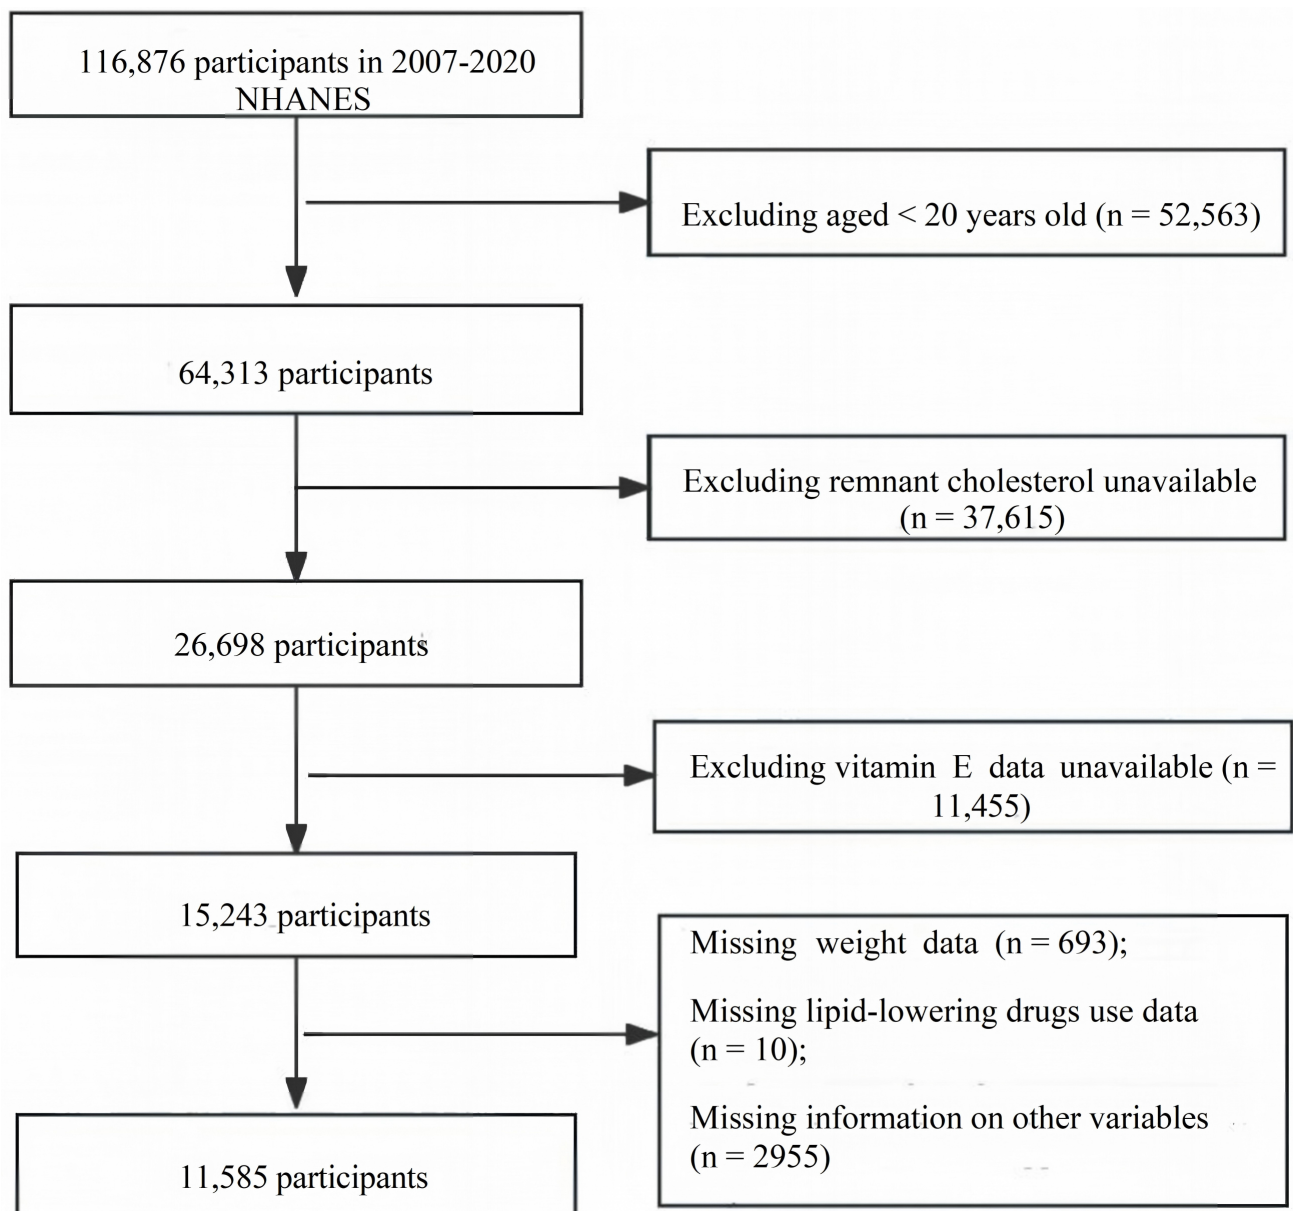 116,876 participants in 2007-2020
NHANES
Excluding aged < 20 years old (n = 52,563)
64,313 participants
Excluding remnant cholesterol unavailable
(n = 37,615)
26,698 participants
Excluding vitamin E data unavailable (n =
11,455)
15,243 participants
Missing weight data (n = 693);
Missing lipid-lowering drugs use data
(n = 10);
Missing information on other variables
(n = 2955)
11,585 participants